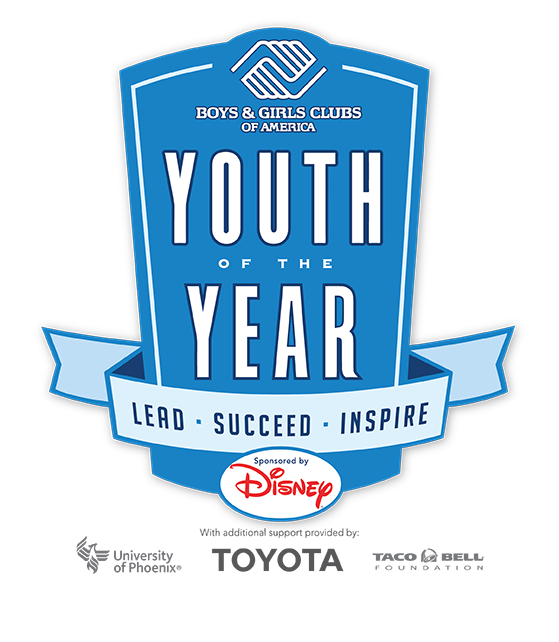 BOYS & GIRLS CLUBS
OF AMERICA
YOUTH
OF THE
YEAR
LEAD · SUCCEED · INSPIRE
Sponsored by
Disney
With additional support provided by:
University
of Phoenix®
TOYOTA
TACO BELL
FOUNDATION